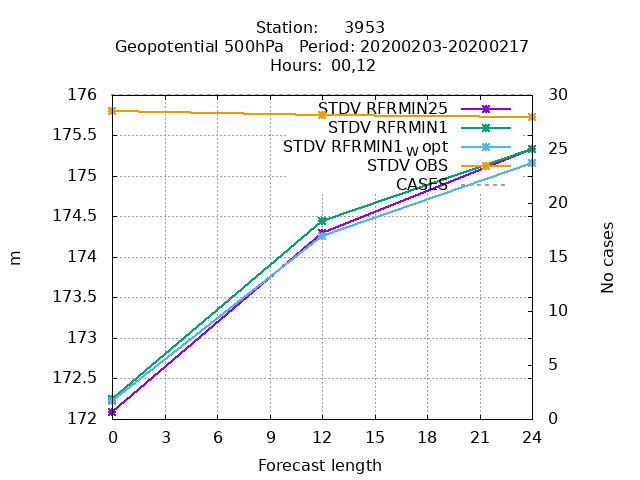 Station: 3953
Geopotential 500hPa Period: 20200203-20200217
Hours: 00,12
176
175.5
175
174.5
174
173.5
173
172.5
172
m
30
25
20
15
10
5
0
No cases
STDV RFRMIN25
STDV RFRMIN1
STDV RFRMIN1wopt
STDV OBS
CASES
0 3 6 9 12 15 18 21 24
Forecast length